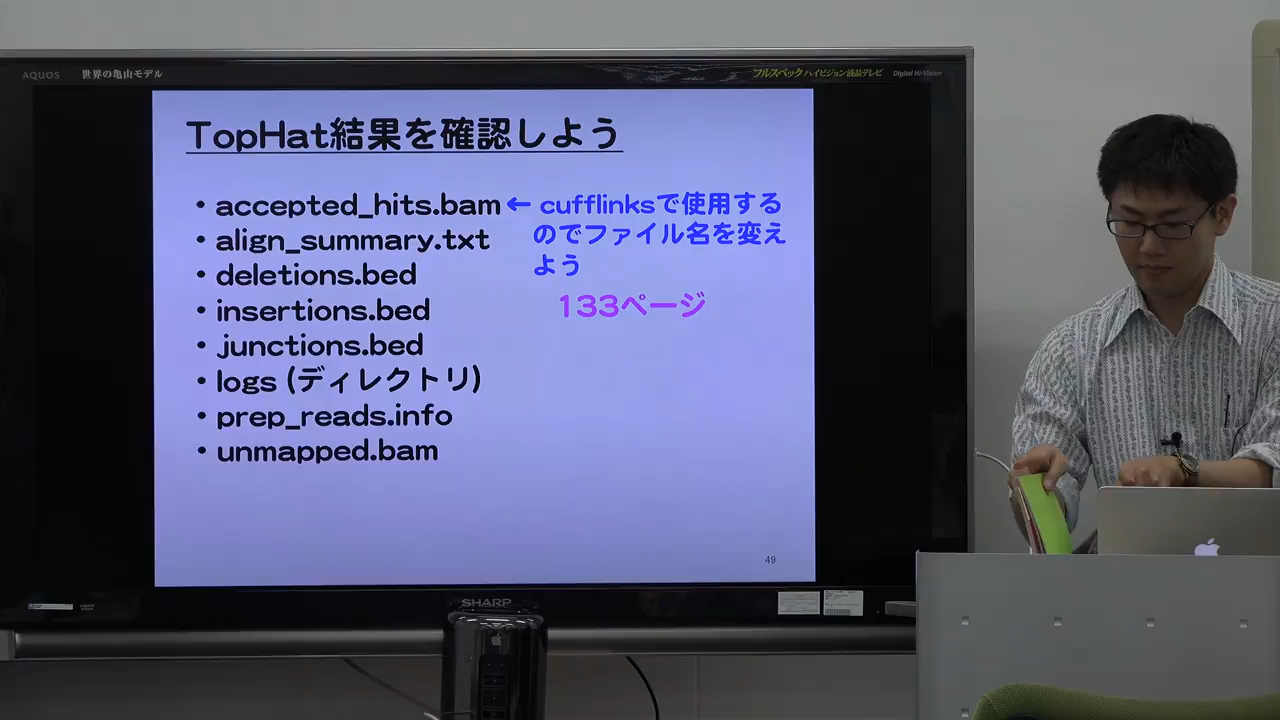 AQUOS 世界の亀山モデル
フルスペックハイビジョン液晶テレビ Digital Hi-Vision
TopHat結果を確認しよう
・accepted_hits.bam ← cufflinksで使用する
のでファイル名を変え
よう
・align_summary.txt
・deletions.bed
133ページ
・insertions.bed
・junctions.bed
・logs (ディレクトリ)
・prep_reads.info
・unmapped.bam
49
SHARP